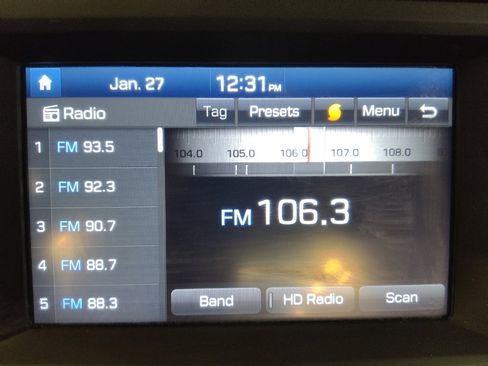 Jan. 27 12:31 PM
Radio Tag Presets Menu
1 FM 93.5
2 FM 92.3
3 FM 90.7
4 FM 88.7
5 FM 88.3
104.0 105.0 106.0 107.0 108.0
FM 106.3
Band HD Radio Scan